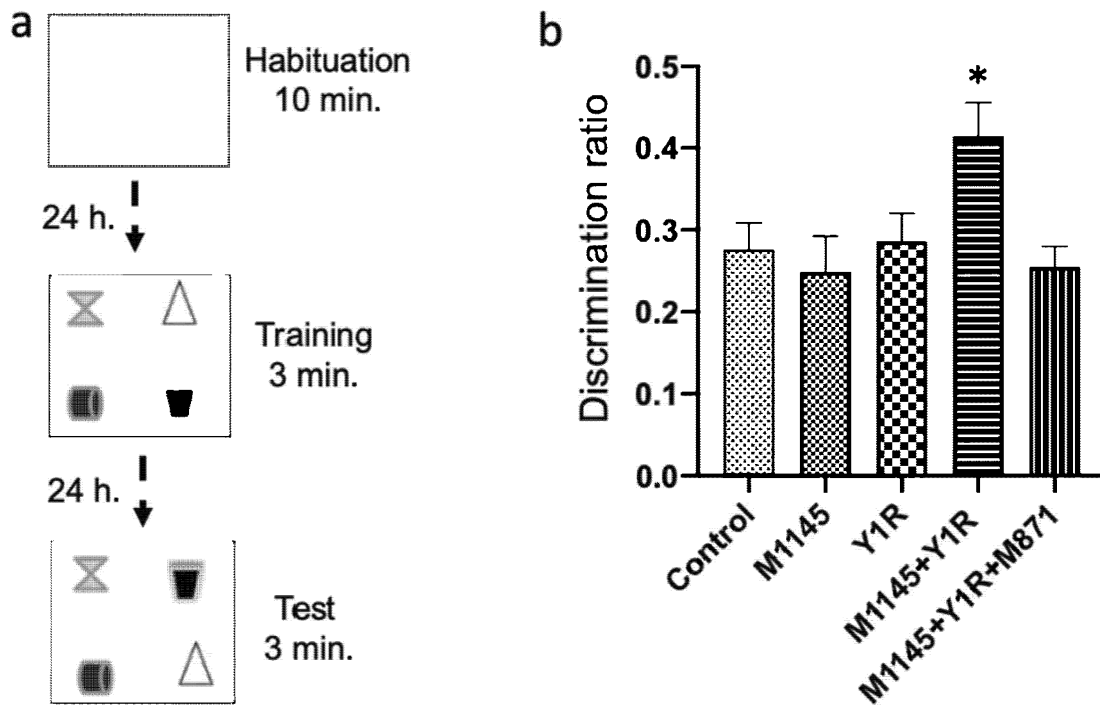 a
Habituation
10 min.
24 h.
Training
3 min.
24 h.
Test
3 min.
b
Discrimination ratio
0.5
0.4
0.3
0.2
0.1
0.0
*
Control
M1145
Y1R
M1145+Y1R
M1145+Y1R+M871